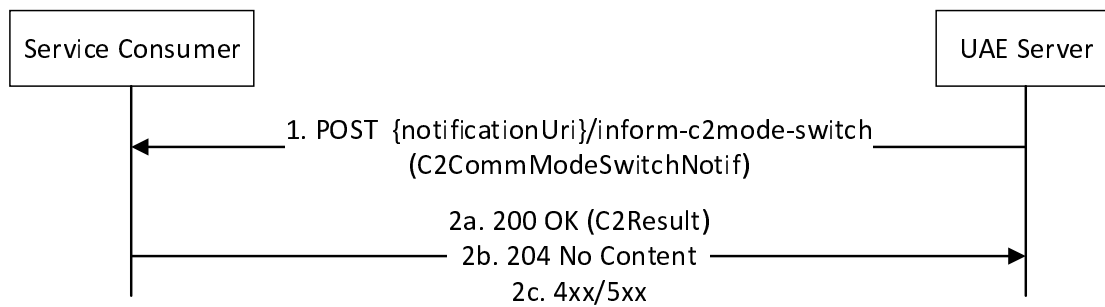 Service Consumer
UAE Server
1. POST {notificationUri}/inform-c2mode-switch
(C2CommModeSwitchNotif)
2a. 200 OK (C2Result)
2b. 204 No Content
2c. 4xx/5xx